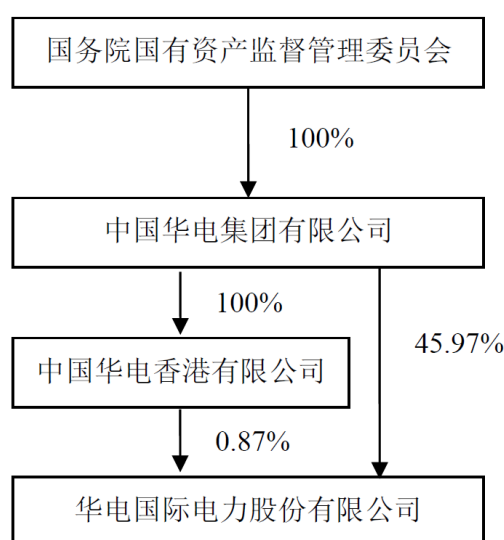 国务院国有资产监督管理委员会
100%
中国华电集团有限公司
100%
45.97%
中国华电香港有限公司
0.87%
华电国际电力股份有限公司